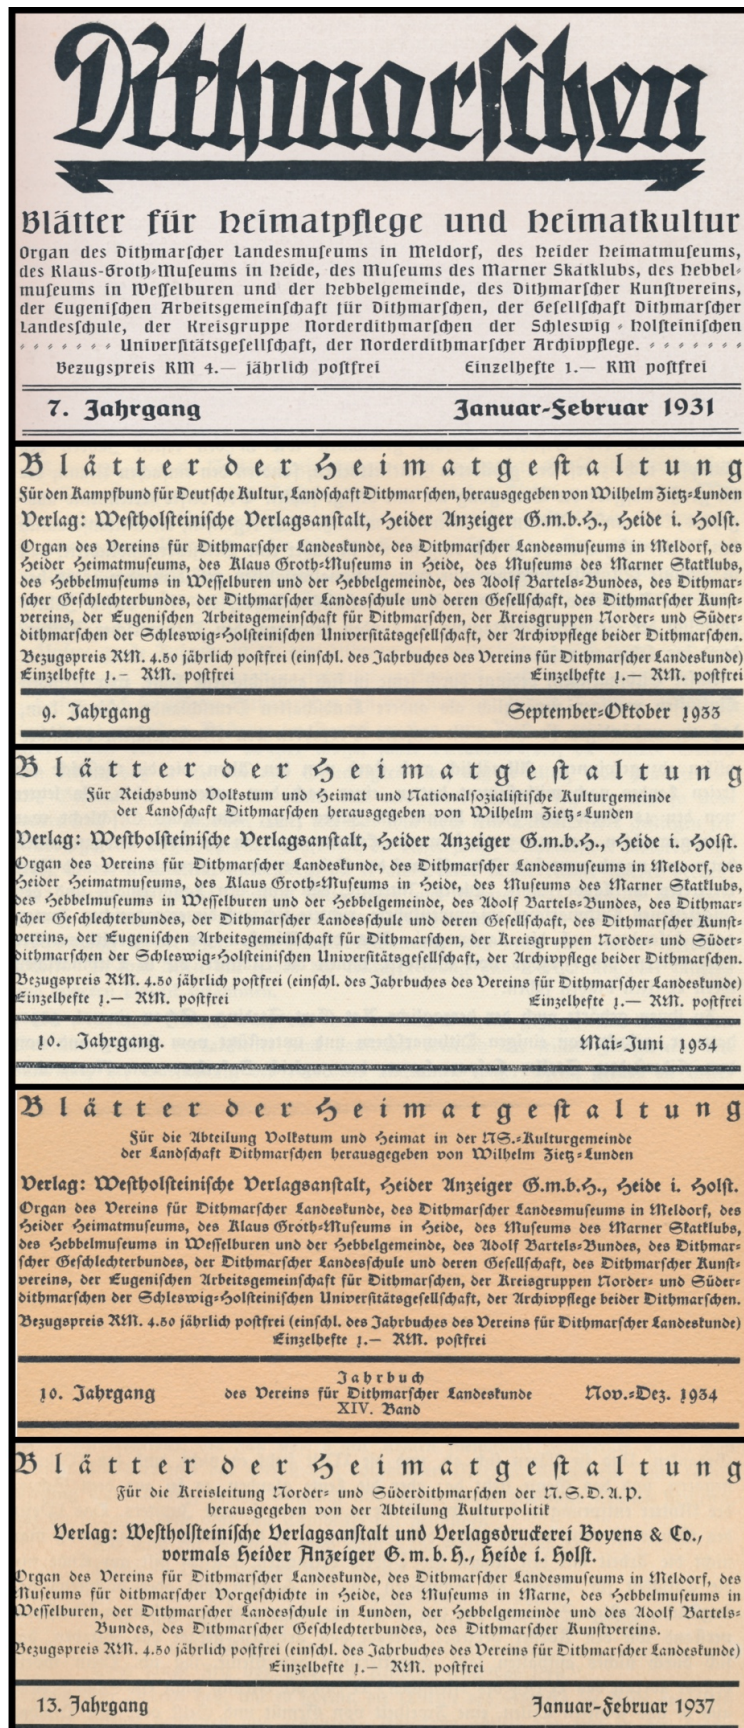 Dithmarschen
Blätter für Heimatpflege und Heimatkultur
Organ des Dithmarscher Landesmuseums in Meldorf, des Heider Heimatmuseums,
des Klaus-Groth-Museums in Heide, des Museums des Marner Skatklubs, des Hebbel-
museums in Wesselburen und der Hebbelgemeinde, des Dithmarscher Kunstvereins,
der Eugenischen Arbeitsgemeinschaft für Dithmarschen, der Gesellschaft Dithmarscher
Landesschule, der Kreisgruppe Norderdithmarschen der Schleswig-Holsteinischen
Universitätsgesellschaft, der Norderdithmarscher Archivpflege.
Bezugspreis RM 4.— jährlich postfrei Einzelhefte 1.— RM postfrei
7. Jahrgang Januar-Februar 1931
Blätter der Heimatgestaltung
Für den Kampfbund für Deutsche Kultur, Landschaft Dithmarschen, herausgegeben von Wilhelm Zietz-Lunden
Verlag: Westholsteinische Verlagsanstalt, Heider Anzeiger G.m.b.H., Heide i. Holst.
Organ des Vereins für Dithmarscher Landeskunde, des Dithmarscher Landesmuseums in Meldorf, des
Heider Heimatmuseums, des Klaus Groth-Museums in Heide, des Museums des Marner Skatklubs,
des Hebbelmuseums in Wesselburen und der Hebbelgemeinde, des Adolf Bartels-Bundes, des Dithmar-
scher Geschlechterbundes, der Dithmarscher Landesschule und deren Gesellschaft, des Dithmarscher Kunst-
vereins, der Eugenischen Arbeitsgemeinschaft für Dithmarschen, der Kreisgruppen Norder- und Süder-
dithmarschen der Schleswig-Holsteinischen Universitätsgesellschaft, der Archivpflege beider Dithmarschen.
Bezugspreis RM. 4.50 jährlich postfrei (einschl. des Jahrbuches des Vereins für Dithmarscher Landeskunde)
Einzelhefte 1.– RM. postfrei Einzelhefte 1.— RM. postfrei
9. Jahrgang September-Oktober 1933
Blätter der Heimatgestaltung
Für Reichsbund Volkstum und Heimat und Nationalsozialistische Kulturgemeinde
der Landschaft Dithmarschen herausgegeben von Wilhelm Zietz-Lunden
Verlag: Westholsteinische Verlagsanstalt, Heider Anzeiger G.m.b.H., Heide i. Holst.
Organ des Vereins für Dithmarscher Landeskunde, des Dithmarscher Landesmuseums in Meldorf, des
Heider Heimatmuseums, des Klaus Groth-Museums in Heide, des Museums des Marner Skatklubs,
des Hebbelmuseums in Wesselburen und der Hebbelgemeinde, des Adolf Bartels-Bundes, des Dithmar-
scher Geschlechterbundes, der Dithmarscher Landesschule und deren Gesellschaft, des Dithmarscher Kunst-
vereins, der Eugenischen Arbeitsgemeinschaft für Dithmarschen, der Kreisgruppen Norder- und Süder-
dithmarschen der Schleswig-Holsteinischen Universitätsgesellschaft, der Archivpflege beider Dithmarschen.
Bezugspreis RM. 4.50 jährlich postfrei (einschl. des Jahrbuches des Vereins für Dithmarscher Landeskunde)
Einzelhefte 1.— RM. postfrei Einzelhefte 1.— RM. postfrei
10. Jahrgang. Mai-Juni 1934
Blätter der Heimatgestaltung
Für die Abteilung Volkstum und Heimat in der NS.-Kulturgemeinde
der Landschaft Dithmarschen herausgegeben von Wilhelm Zietz-Lunden
Verlag: Westholsteinische Verlagsanstalt, Heider Anzeiger G.m.b.H., Heide i. Holst.
Organ des Vereins für Dithmarscher Landeskunde, des Dithmarscher Landesmuseums in Meldorf, des
Heider Heimatmuseums, des Klaus Groth-Museums in Heide, des Museums des Marner Skatklubs,
des Hebbelmuseums in Wesselburen und der Hebbelgemeinde, des Adolf Bartels-Bundes, des Dithmar-
scher Geschlechterbundes, der Dithmarscher Landesschule und deren Gesellschaft, des Dithmarscher Kunst-
vereins, der Eugenischen Arbeitsgemeinschaft für Dithmarschen, der Kreisgruppen Norder- und Süder-
dithmarschen der Schleswig-Holsteinischen Universitätsgesellschaft, der Archivpflege beider Dithmarschen.
Bezugspreis RM. 4.50 jährlich postfrei (einschl. des Jahrbuches des Vereins für Dithmarscher Landeskunde)
Einzelhefte 1.— RM. postfrei
Jahrbuch
10. Jahrgang des Vereins für Dithmarscher Landeskunde Nov.-Dez. 1934
XIV. Band
Blätter der Heimatgestaltung
Für die Kreisleitung Norder- und Süderdithmarschen der N.S.D.A.P.
herausgegeben von der Abteilung Kulturpolitik
Verlag: Westholsteinische Verlagsanstalt und Verlagsdruckerei Boyens & Co.,
vormals Heider Anzeiger G.m.b.H., Heide i. Holst.
Organ des Vereins für Dithmarscher Landeskunde, des Dithmarscher Landesmuseums in Meldorf, des
Museums für dithmarscher Vorgeschichte in Heide, des Museums in Marne, des Hebbelmuseums in
Wesselburen, der Dithmarscher Landesschule in Lunden, der Hebbelgemeinde und des Adolf Bartels-
Bundes, des Dithmarscher Geschlechterbundes, des Dithmarscher Kunstvereins.
Bezugspreis RM. 4.50 jährlich postfrei (einschl. des Jahrbuches des Vereins für Dithmarscher Landeskunde)
Einzelhefte 1.— RM. postfrei
13. Jahrgang Januar-Februar 1937